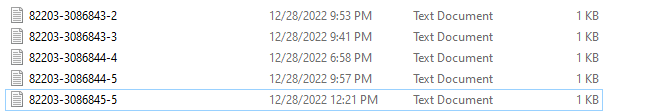 82203-3086843-2 12/28/2022 9:53 PM Text Document 1 KB
82203-3086843-3 12/28/2022 9:41 PM Text Document 1 KB
82203-3086844-4 12/28/2022 6:58 PM Text Document 1 KB
82203-3086844-5 12/28/2022 9:57 PM Text Document 1 KB
82203-3086845-5 12/28/2022 12:21 PM Text Document 1 KB